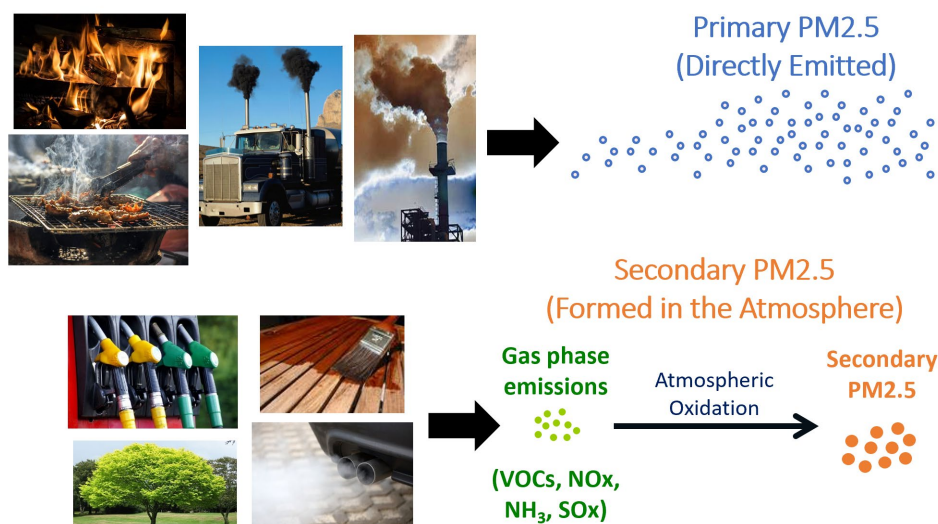 Primary PM2.5
(Directly Emitted)
Secondary PM2.5
(Formed in the Atmosphere)
Gas phase
emissions
Atmospheric
Oxidation
Secondary
PM2.5
(VOCs, NOx,
NH₃, SOx)